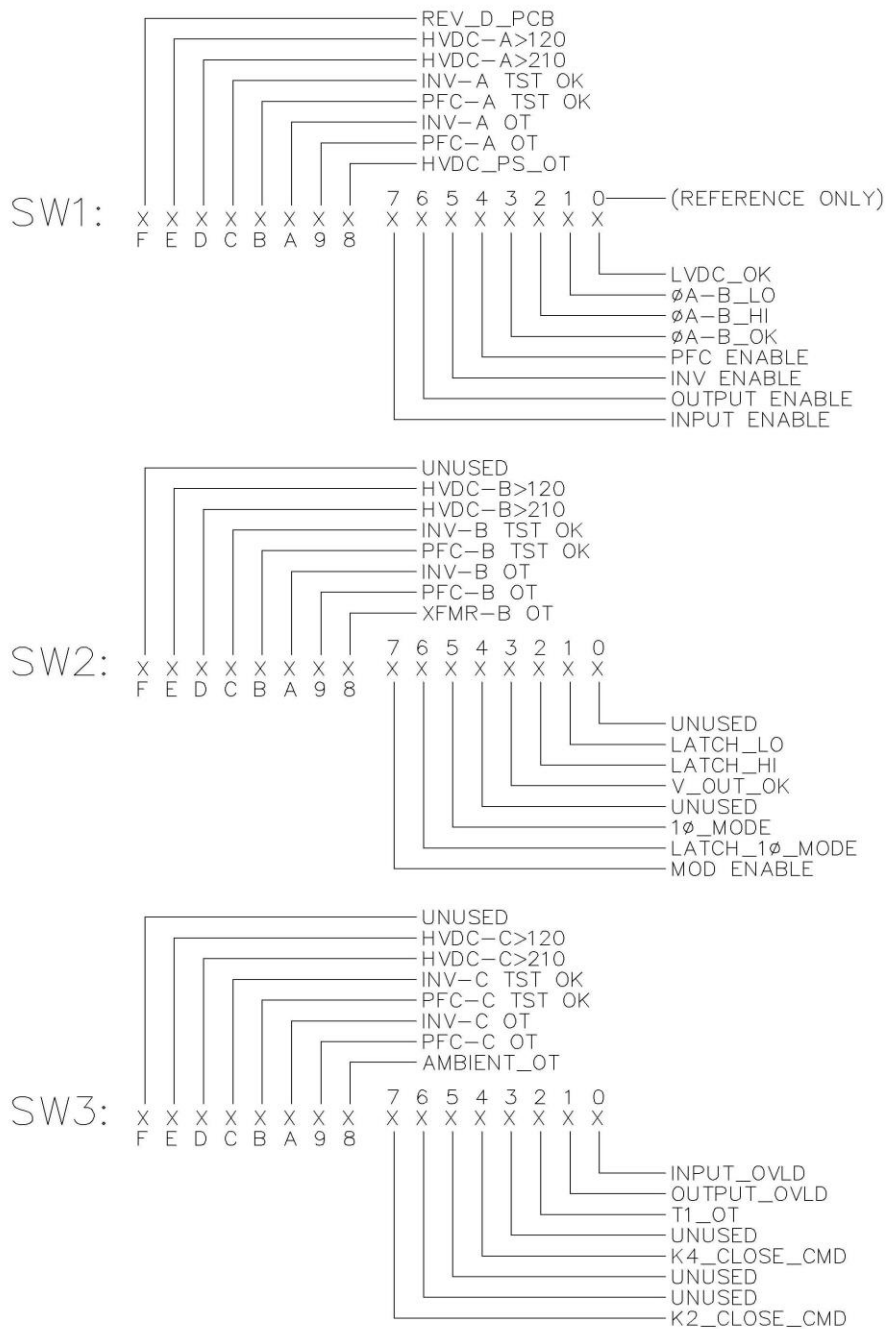 REV_D_PCB
HVDC-A>120
HVDC-A>210
INV-A TST OK
PFC-A TST OK
INV-A OT
PFC-A OT
HVDC_PS_OT
7 6 5 4 3 2 1 0 (REFERENCE ONLY)
SW1: X X X X X X X X X X X X X X X X
F E D C B A 9 8
LVDC_OK
øA-B_LO
øA-B_HI
øA-B_OK
PFC ENABLE
INV ENABLE
OUTPUT ENABLE
INPUT ENABLE
UNUSED
HVDC-B>120
HVDC-B>210
INV-B TST OK
PFC-B TST OK
INV-B OT
PFC-B OT
XFMR-B OT
7 6 5 4 3 2 1 0
SW2: X X X X X X X X X X X X X X X X
F E D C B A 9 8
UNUSED
LATCH_LO
LATCH_HI
V_OUT_OK
UNUSED
1ø_MODE
LATCH_1ø_MODE
MOD ENABLE
UNUSED
HVDC-C>120
HVDC-C>210
INV-C TST OK
PFC-C TST OK
INV-C OT
PFC-C OT
AMBIENT_OT
7 6 5 4 3 2 1 0
SW3: X X X X X X X X X X X X X X X X
F E D C B A 9 8
INPUT_OVLD
OUTPUT_OVLD
T1_OT
UNUSED
K4_CLOSE_CMD
UNUSED
UNUSED
K2_CLOSE_CMD